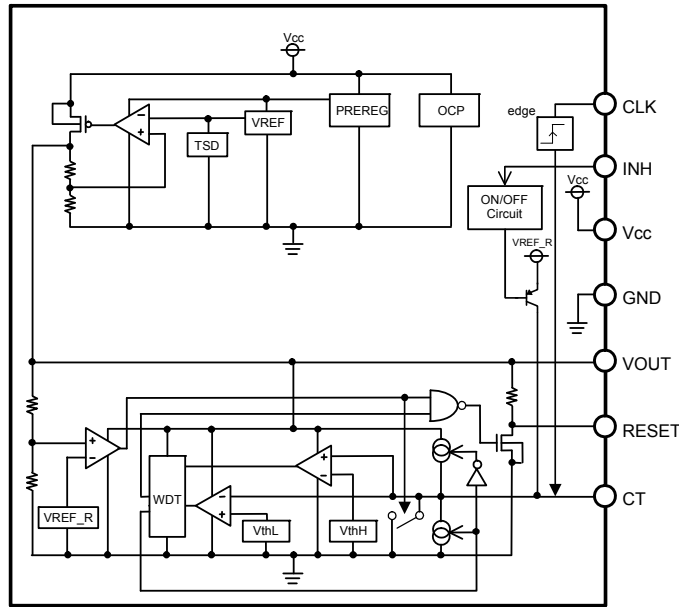 Vcc
PREREG
OCP
VREF
TSD
edge
CLK
INH
ON/OFF
Circuit
Vcc
VREF_R
Vcc
GND
VOUT
RESET
CT
WDT
VREF_R
VthL
VthH
+
-
+
-
-
+
+
-